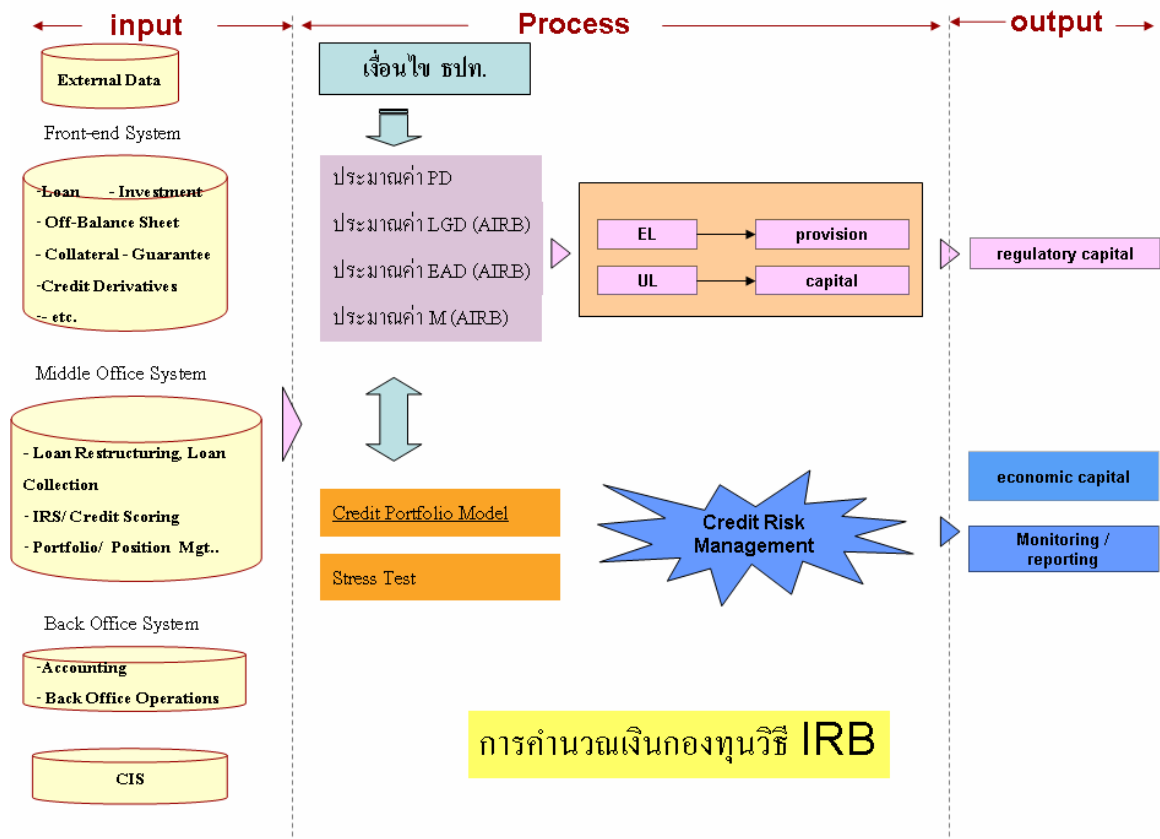 input
Process
output
External Data
Front-end System
-Loan - Investment
- Off-Balance Sheet
- Collateral - Guarantee
-Credit Derivatives
-- etc.
Middle Office System
- Loan Restructuring, Loan
Collection
- IRS/ Credit Scoring
- Portfolio/ Position Mgt..
Back Office System
-Accounting
- Back Office Operations
CIS
เงื่อนไข ธปท.
ประมาณค่า PD
ประมาณค่า LGD (AIRB)
ประมาณค่า EAD (AIRB)
ประมาณค่า M (AIRB)
EL
provision
UL
capital
Credit Portfolio Model
Stress Test
Credit Risk
Management
การคำนวณเงินกองทุนวิธี IRB
regulatory capital
economic capital
Monitoring /
reporting